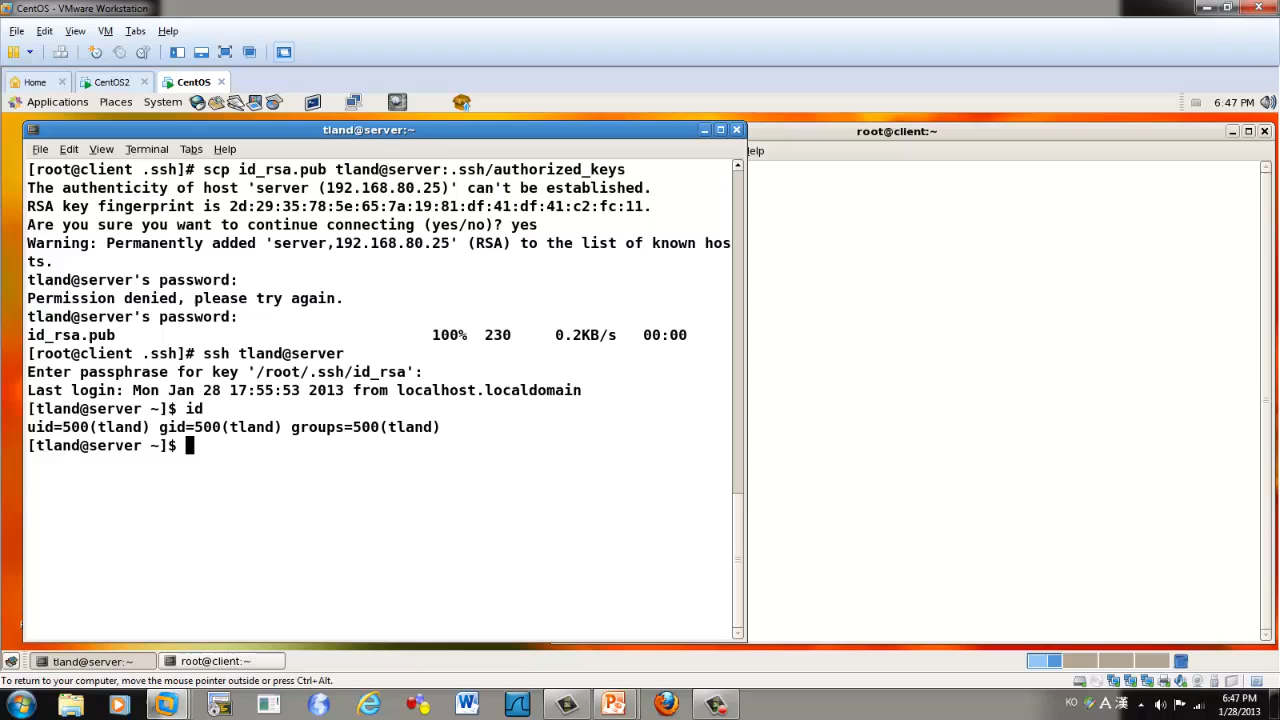 CentOS - VMware Workstation
File Edit View VM Tabs Help
Home CentOS2 CentOS
Applications Places System 6:47 PM
tland@server:~
root@client:~
File Edit View Terminal Tabs Help
elp
[root@client .ssh]# scp id_rsa.pub tland@server:.ssh/authorized_keys
The authenticity of host 'server (192.168.80.25)' can't be established.
RSA key fingerprint is 2d:29:35:78:5e:65:7a:19:81:df:41:df:41:c2:fc:11.
Are you sure you want to continue connecting (yes/no)? yes
Warning: Permanently added 'server,192.168.80.25' (RSA) to the list of known hos
ts.
tland@server's password:
Permission denied, please try again.
tland@server's password:
id_rsa.pub 100% 230 0.2KB/s 00:00
[root@client .ssh]# ssh tland@server
Enter passphrase for key '/root/.ssh/id_rsa':
Last login: Mon Jan 28 17:55:53 2013 from localhost.localdomain
[tland@server ~]$ id
uid=500(tland) gid=500(tland) groups=500(tland)
[tland@server ~]$
tland@server:~ root@client:~
To return to your computer, move the mouse pointer outside or press Ctrl+Alt.
KO A 漢 6:47 PM
1/28/2013